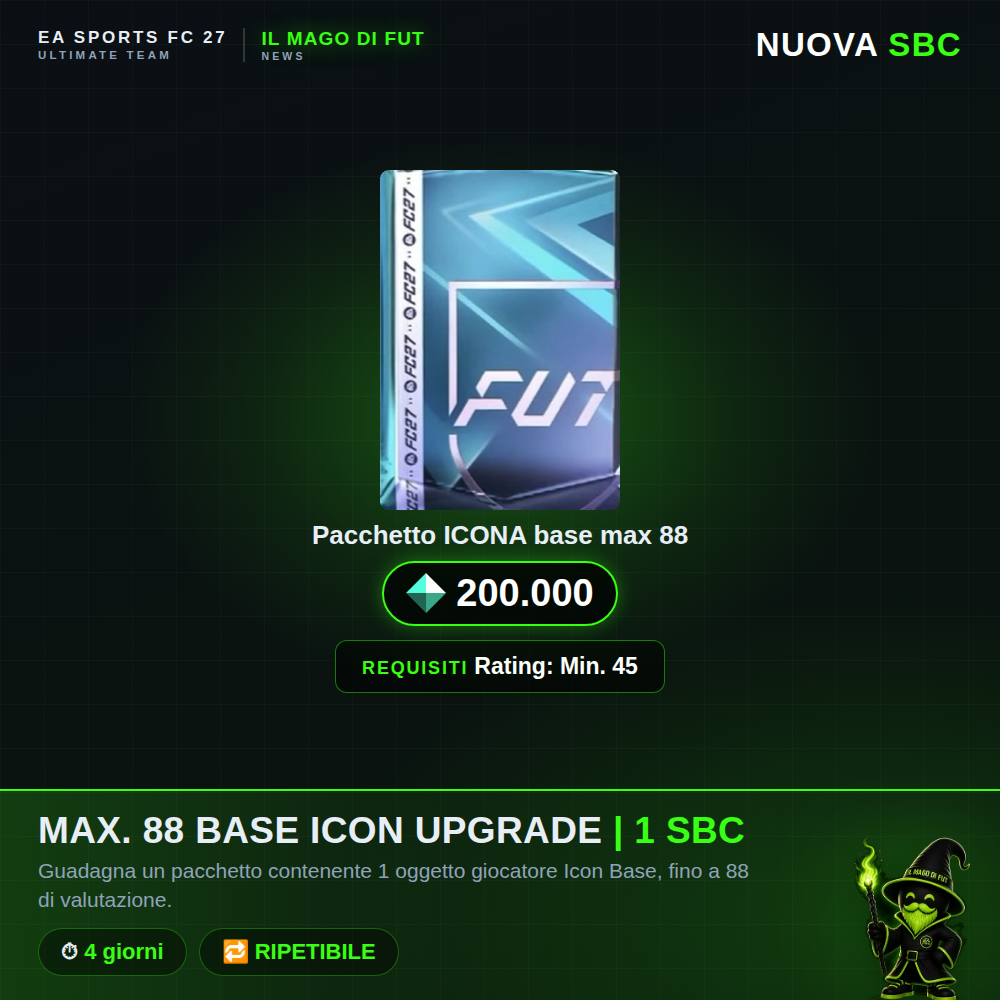 EA SPORTS FC 27
ULTIMATE TEAM
IL MAGO DI FUT
NEWS
NUOVA SBC
FC27 FC27 FC27 FC27 FC27
FUT
Pacchetto ICONA base max 88
200.000
REQUISITI Rating: Min. 45
MAX. 88 BASE ICON UPGRADE | 1 SBC
Guadagna un pacchetto contenente 1 oggetto giocatore Icon Base, fino a 88
di valutazione.
4 giorni
RIPETIBILE
IL MAGO DI FUT